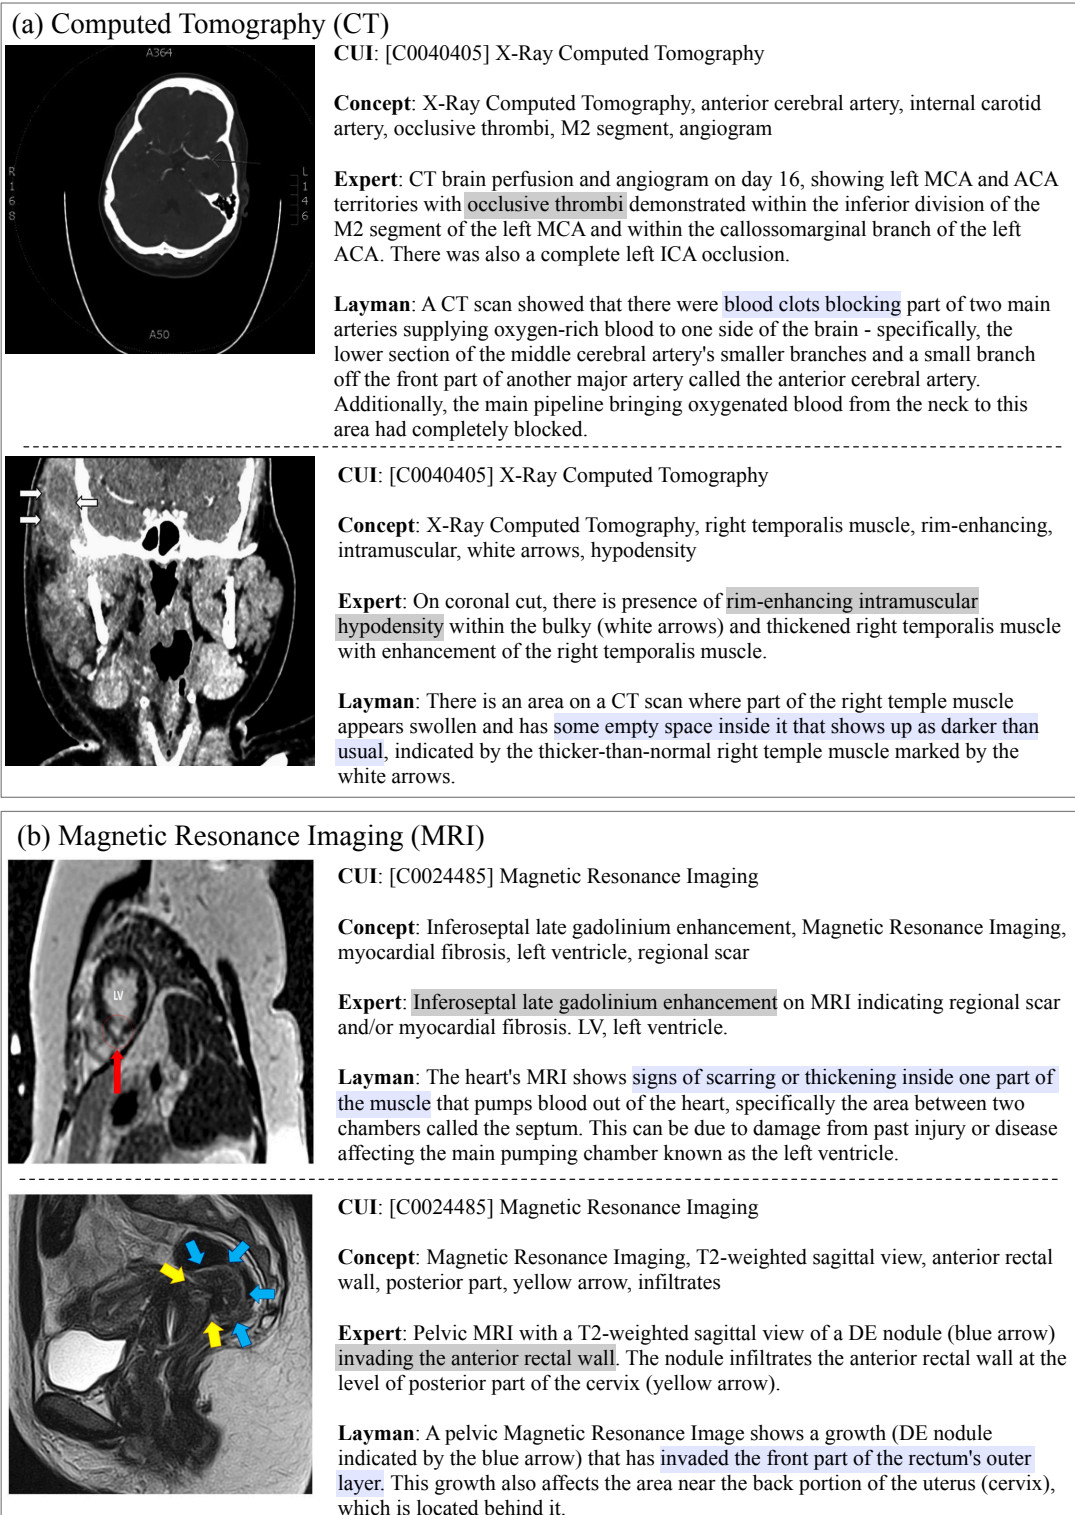 (a) Computed Tomography (CT)
A364
R
1
6
8
L
1
4
6
A50
CUI: [C0040405] X-Ray Computed Tomography
Concept: X-Ray Computed Tomography, anterior cerebral artery, internal carotid
artery, occlusive thrombi, M2 segment, angiogram
Expert: CT brain perfusion and angiogram on day 16, showing left MCA and ACA
territories with occlusive thrombi demonstrated within the inferior division of the
M2 segment of the left MCA and within the callossomarginal branch of the left
ACA. There was also a complete left ICA occlusion.
Layman: A CT scan showed that there were blood clots blocking part of two main
arteries supplying oxygen-rich blood to one side of the brain - specifically, the
lower section of the middle cerebral artery's smaller branches and a small branch
off the front part of another major artery called the anterior cerebral artery.
Additionally, the main pipeline bringing oxygenated blood from the neck to this
area had completely blocked.
CUI: [C0040405] X-Ray Computed Tomography
Concept: X-Ray Computed Tomography, right temporalis muscle, rim-enhancing,
intramuscular, white arrows, hypodensity
Expert: On coronal cut, there is presence of rim-enhancing intramuscular
hypodensity within the bulky (white arrows) and thickened right temporalis muscle
with enhancement of the right temporalis muscle.
Layman: There is an area on a CT scan where part of the right temple muscle
appears swollen and has some empty space inside it that shows up as darker than
usual, indicated by the thicker-than-normal right temple muscle marked by the
white arrows.
(b) Magnetic Resonance Imaging (MRI)
LV
CUI: [C0024485] Magnetic Resonance Imaging
Concept: Inferoseptal late gadolinium enhancement, Magnetic Resonance Imaging,
myocardial fibrosis, left ventricle, regional scar
Expert: Inferoseptal late gadolinium enhancement on MRI indicating regional scar
and/or myocardial fibrosis. LV, left ventricle.
Layman: The heart's MRI shows signs of scarring or thickening inside one part of
the muscle that pumps blood out of the heart, specifically the area between two
chambers called the septum. This can be due to damage from past injury or disease
affecting the main pumping chamber known as the left ventricle.
CUI: [C0024485] Magnetic Resonance Imaging
Concept: Magnetic Resonance Imaging, T2-weighted sagittal view, anterior rectal
wall, posterior part, yellow arrow, infiltrates
Expert: Pelvic MRI with a T2-weighted sagittal view of a DE nodule (blue arrow)
invading the anterior rectal wall. The nodule infiltrates the anterior rectal wall at the
level of posterior part of the cervix (yellow arrow).
Layman: A pelvic Magnetic Resonance Image shows a growth (DE nodule
indicated by the blue arrow) that has invaded the front part of the rectum's outer
layer. This growth also affects the area near the back portion of the uterus (cervix),
which is located behind it.